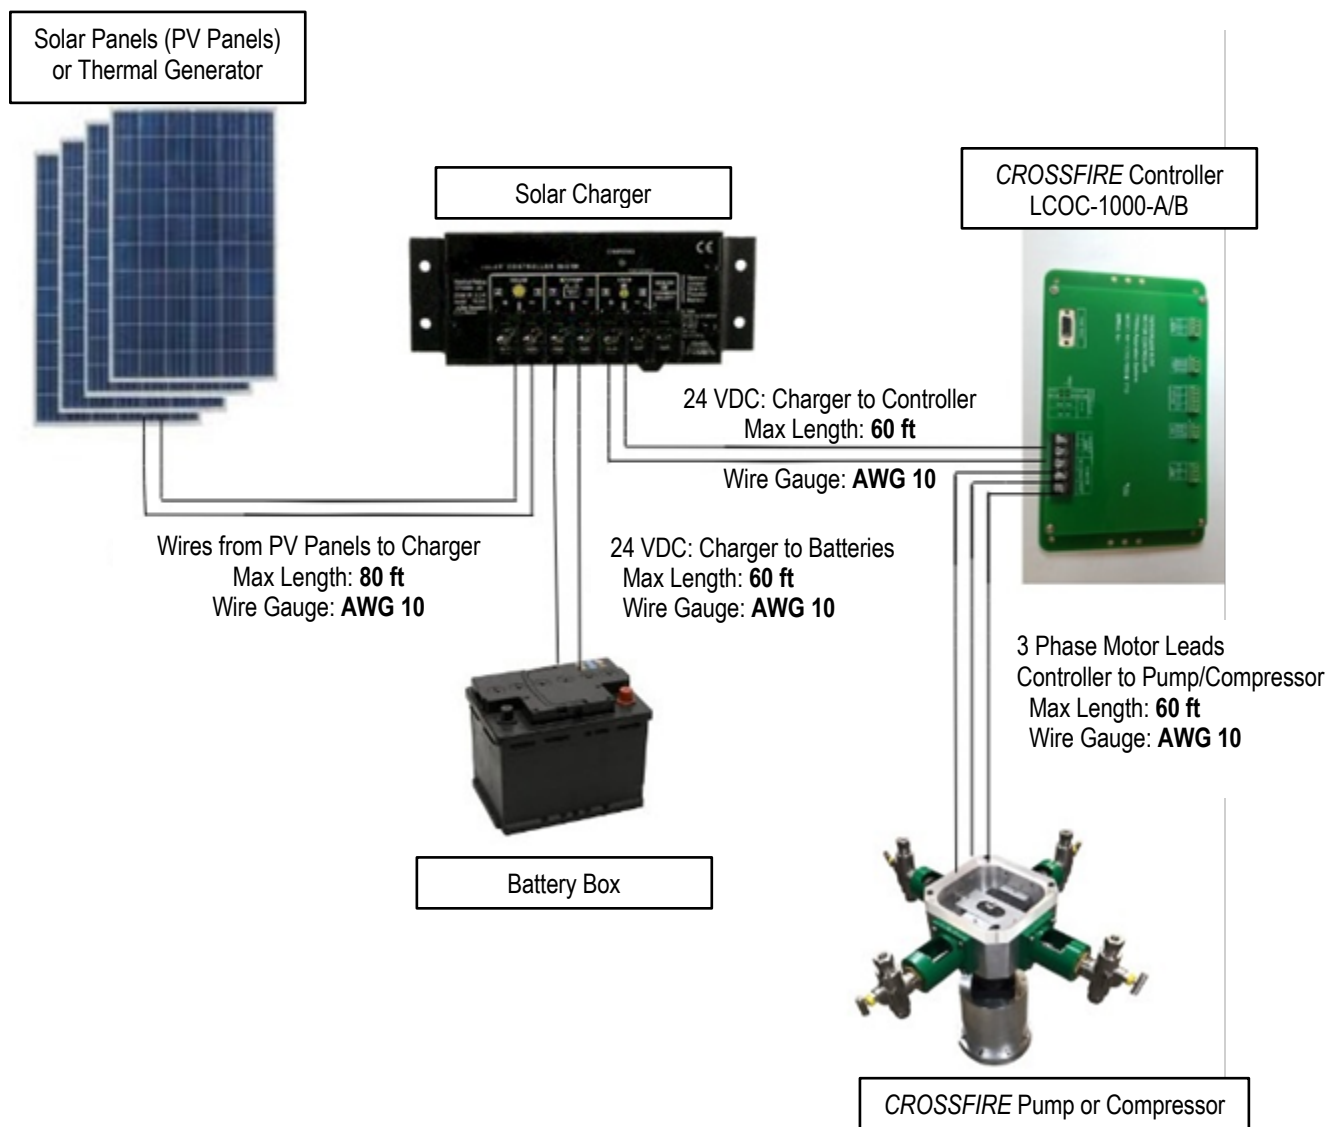 Solar Panels (PV Panels)
or Thermal Generator
Solar Charger
CROSSFIRE Controller
LCOC-1000-A/B
24 VDC: Charger to Controller
Max Length: 60 ft
Wire Gauge: AWG 10
Wires from PV Panels to Charger
Max Length: 80 ft
Wire Gauge: AWG 10
24 VDC: Charger to Batteries
Max Length: 60 ft
Wire Gauge: AWG 10
3 Phase Motor Leads
Controller to Pump/Compressor
Max Length: 60 ft
Wire Gauge: AWG 10
Battery Box
CROSSFIRE Pump or Compressor